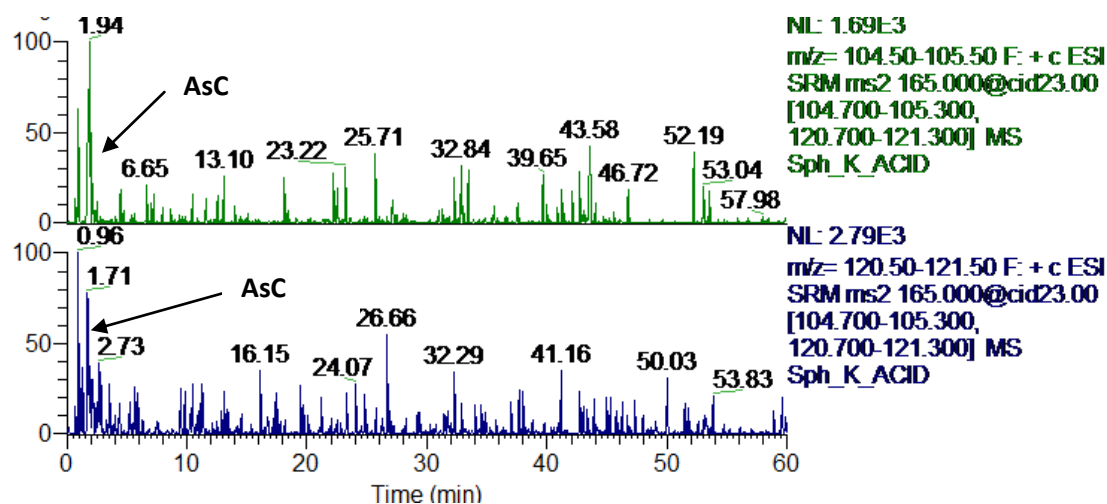 1.94
100
AsC
50
6.65
13.10
23.22
25.71
32.84
39.65
43.58
46.72
52.19
53.04
57.98
0
NL: 1.69E3
m/z= 104.50-105.50 F: + c ESI
SRM ms2 165.000@cid23.00
[104.700-105.300,
120.700-121.300] MS
Sph_K_ACID
0.96
100
1.71
AsC
50
2.73
16.15
24.07
26.66
32.29
41.16
50.03
53.83
0
NL: 2.79E3
m/z= 120.50-121.50 F: + c ESI
SRM ms2 165.000@cid23.00
[104.700-105.300,
120.700-121.300] MS
Sph_K_ACID
0 10 20 30 40 50 60
Time (min)